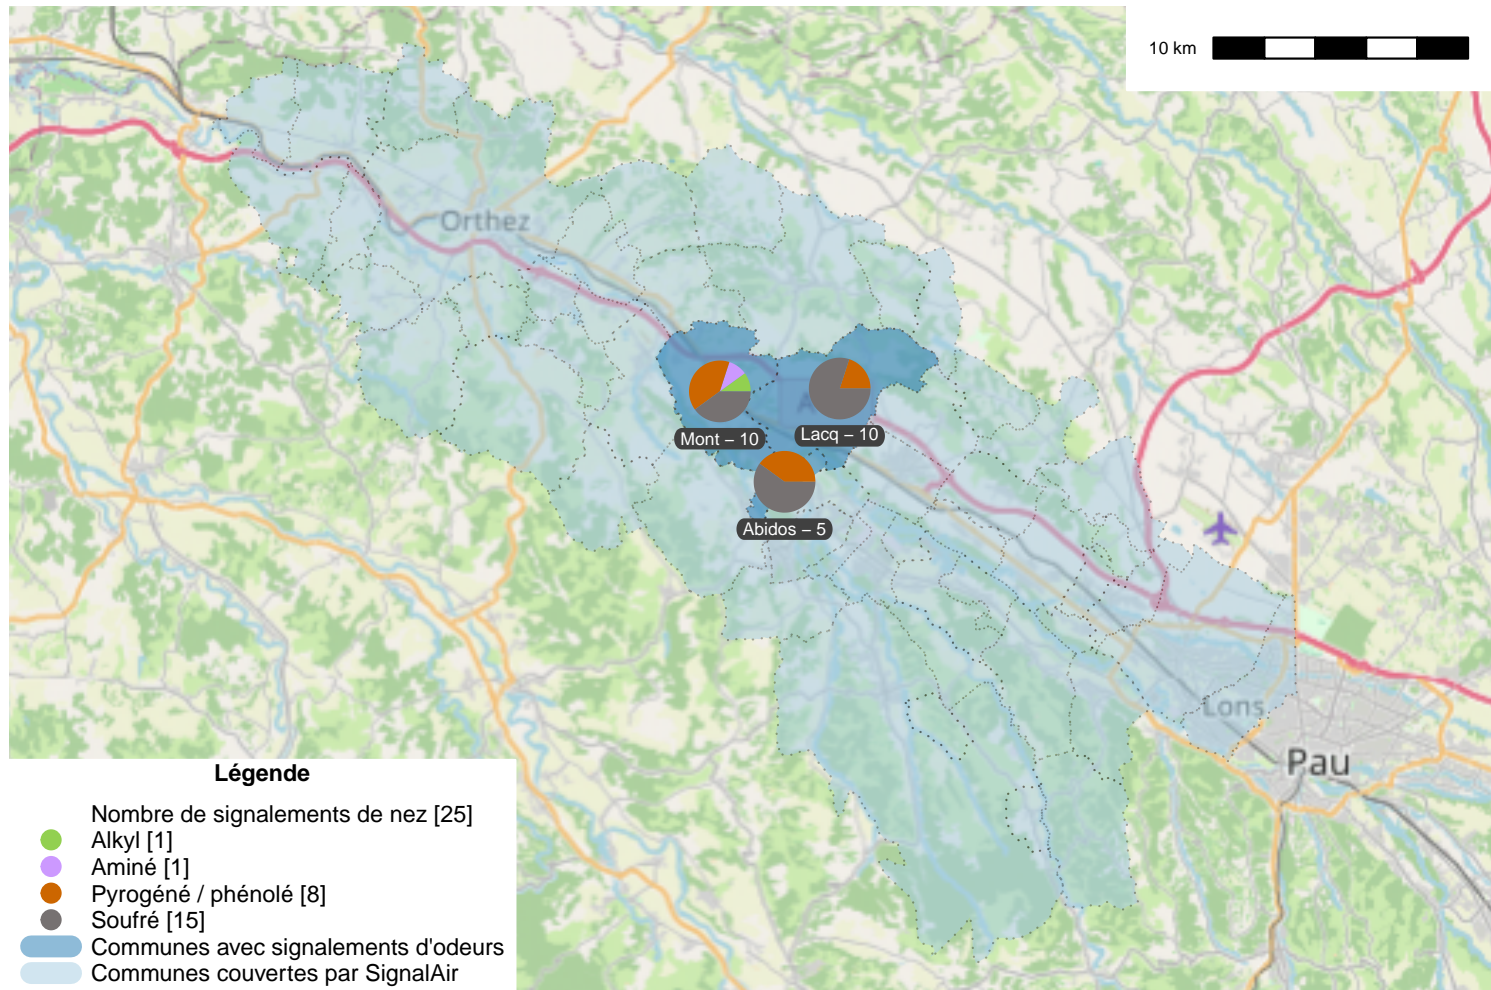 10 km
Orthez
Mont – 10
Lacq – 10
Abidos – 5
Lons
Pau
Légende
Nombre de signalements de nez [25]
Alkyl [1]
Aminé [1]
Pyrogéné / phénolé [8]
Soufré [15]
Communes avec signalements d'odeurs
Communes couvertes par SignalAir